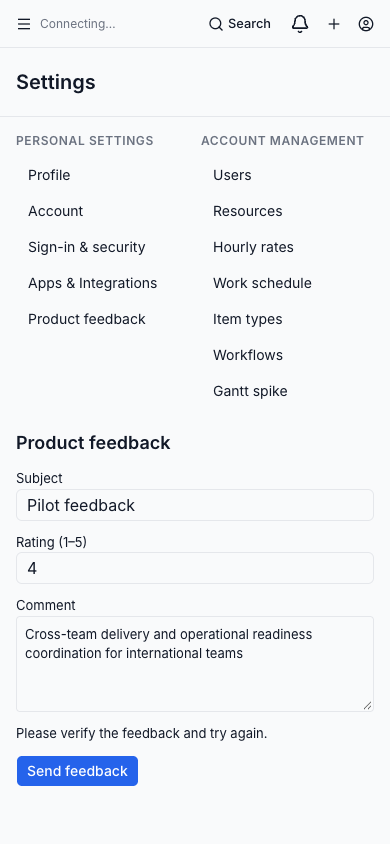 Connecting...
Search
Settings
PERSONAL SETTINGS
Profile
Account
Sign-in & security
Apps & Integrations
Product feedback
ACCOUNT MANAGEMENT
Users
Resources
Hourly rates
Work schedule
Item types
Workflows
Gantt spike
Product feedback
Subject
Pilot feedback
Rating (1–5)
4
Comment
Cross-team delivery and operational readiness
coordination for international teams
Please verify the feedback and try again.
Send feedback